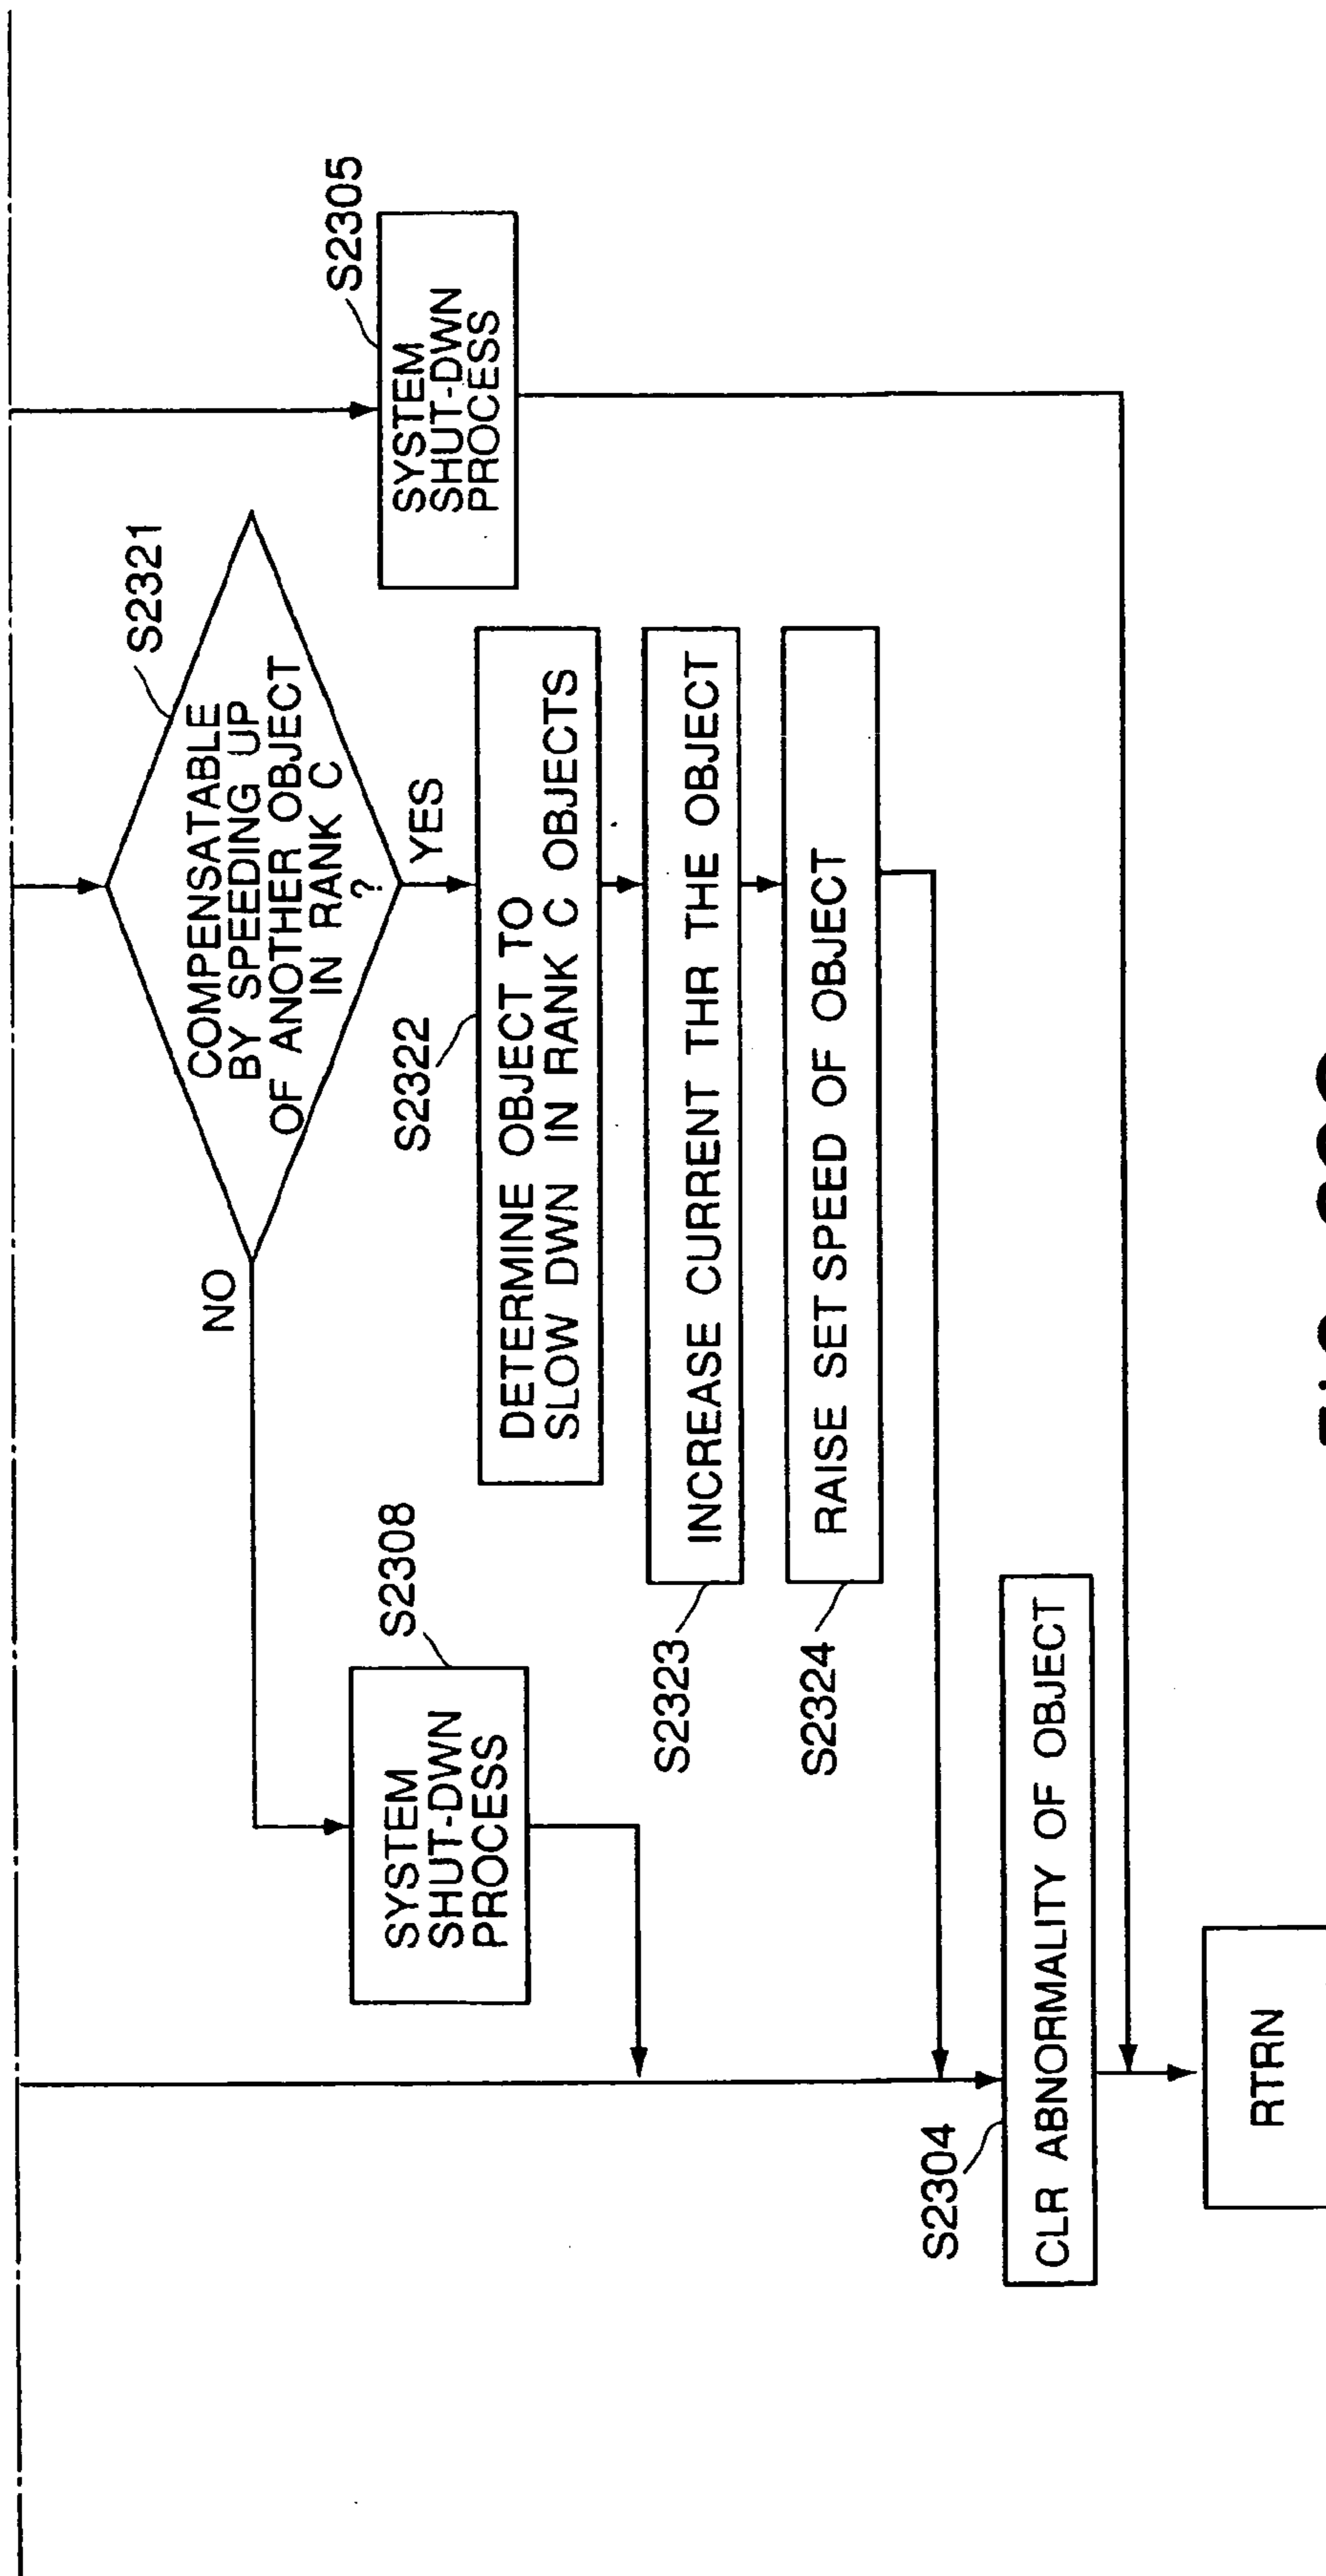 S2321
COMPENSATABLE
BY SPEEDING UP
OF ANOTHER OBJECT
IN RANK C
?
NO
YES
S2305
SYSTEM
SHUT-DWN
PROCESS
S2308
SYSTEM
SHUT-DWN
PROCESS
S2322
DETERMINE OBJECT TO
SLOW DWN IN RANK C OBJECTS
S2323
INCREASE CURRENT THR THE OBJECT
S2324
RAISE SET SPEED OF OBJECT
S2304
CLR ABNORMALITY OF OBJECT
RTRN